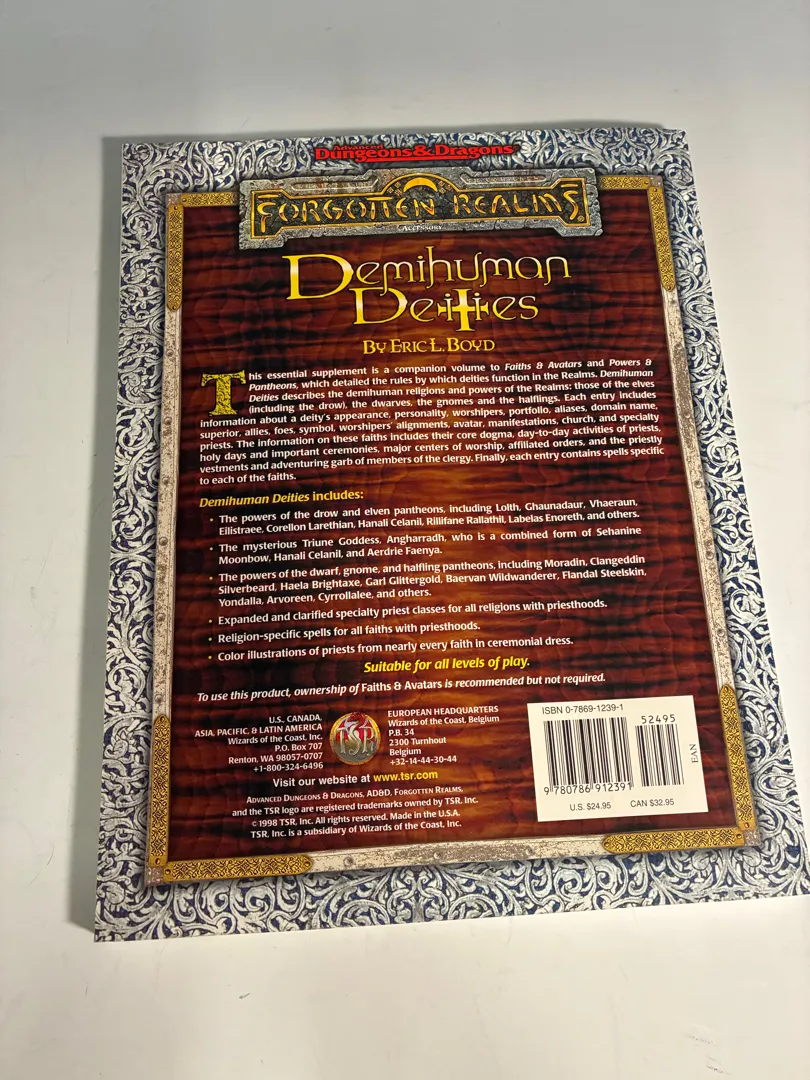 Advanced
Dungeons & Dragons
FORGOTTEN REALMS®
Accessory
Demihuman
Deities
By Eric L. Boyd
This essential supplement is a companion volume to Faiths & Avatars and Powers &
Pantheons, which detailed the rules by which deities function in the Realms. Demihuman
Deities describes the demihuman religions and powers of the Realms: those of the elves
(including the drow), the dwarves, the gnomes and the halflings. Each entry includes
information about a deity's appearance, personality, worshipers, portfolio, aliases, domain name,
superior, allies, foes, symbol, worshipers' alignments, avatar, manifestations, church, and specialty
priests. The information on these faiths includes their core dogma, day-to-day activities of priests,
holy days and important ceremonies, major centers of worship, affiliated orders, and the priestly
vestments and adventuring garb of members of the clergy. Finally, each entry contains spells specific
to each of the faiths.
Demihuman Deities includes:
• The powers of the drow and elven pantheons, including Lolth, Ghaunadaur, Vhaeraun,
Eilistraee, Corellon Larethian, Hanali Celanil, Rillifane Rallathil, Labelas Enoreth, and others.
• The mysterious Triune Goddess, Angharradh, who is a combined form of Sehanine
Moonbow, Hanali Celanil, and Aerdrie Faenya.
• The powers of the dwarf, gnome, and halfling pantheons, including Moradin, Clangeddin
Silverbeard, Haela Brightaxe, Garl Glittergold, Baervan Wildwanderer, Flandal Steelskin,
Yondalla, Arvoreen, Cyrrollalee, and others.
• Expanded and clarified specialty priest classes for all religions with priesthoods.
• Religion-specific spells for all faiths with priesthoods.
• Color illustrations of priests from nearly every faith in ceremonial dress.
Suitable for all levels of play.
To use this product, ownership of Faiths & Avatars is recommended but not required.
U.S., CANADA,
ASIA, PACIFIC, & LATIN AMERICA
Wizards of the Coast, Inc.
P.O. Box 707
Renton, WA 98057-0707
+1-800-324-6496
TSR
EUROPEAN HEADQUARTERS
Wizards of the Coast, Belgium
P.B. 34
2300 Turnhout
Belgium
+32-14-44-30-44
Visit our website at www.tsr.com
Advanced Dungeons & Dragons, AD&D, Forgotten Realms,
and the TSR logo are registered trademarks owned by TSR, Inc.
©1998 TSR, Inc. All rights reserved. Made in the U.S.A.
TSR, Inc. is a subsidiary of Wizards of the Coast, Inc.
ISBN 0-7869-1239-1
52495
EAN
9 780786 912391
U.S. $24.95 CAN $32.95